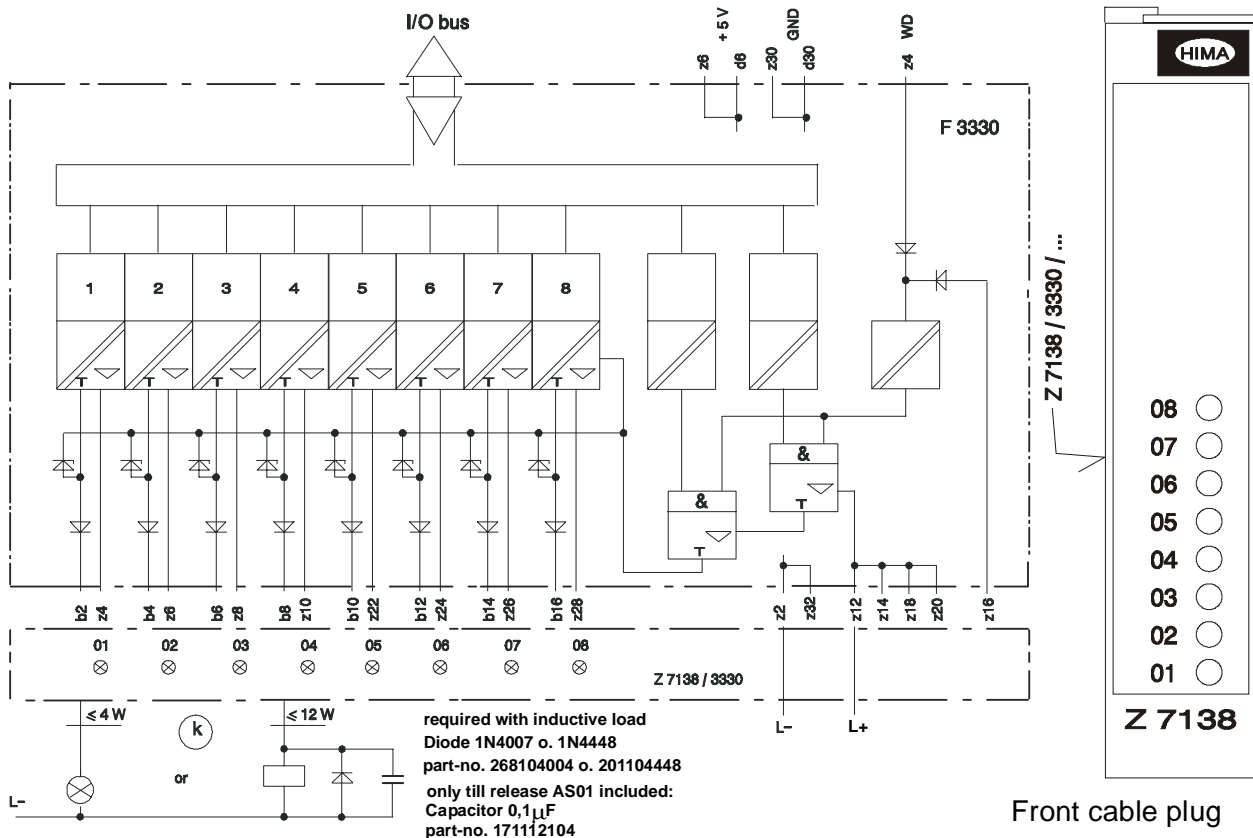 I/O bus
z6
+ 5 V
d6
z30
GND
d30
z4 WD
HIMA
F 3330
1 2 3 4 5 6 7 8
T T T T T T T T
&
T
&
T
Z 7138 / 3330 / ...
08
07
06
05
04
03
02
01
Z 7138
b2 z4 b4 z6 b6 z8 b8 z10 b10 z22 b12 z24 b14 z26 b16 z28 z2 z32 z12 z14 z18 z20 z16
01 02 03 04 05 06 07 08
Z 7138 / 3330
≤ 4 W
k
≤ 12 W
or
L-
required with inductive load
Diode 1N4007 o. 1N4448
part-no. 268104004 o. 201104448
only till release AS01 included:
Capacitor 0,1µF
part-no. 171112104
L- L+
Front cable plug